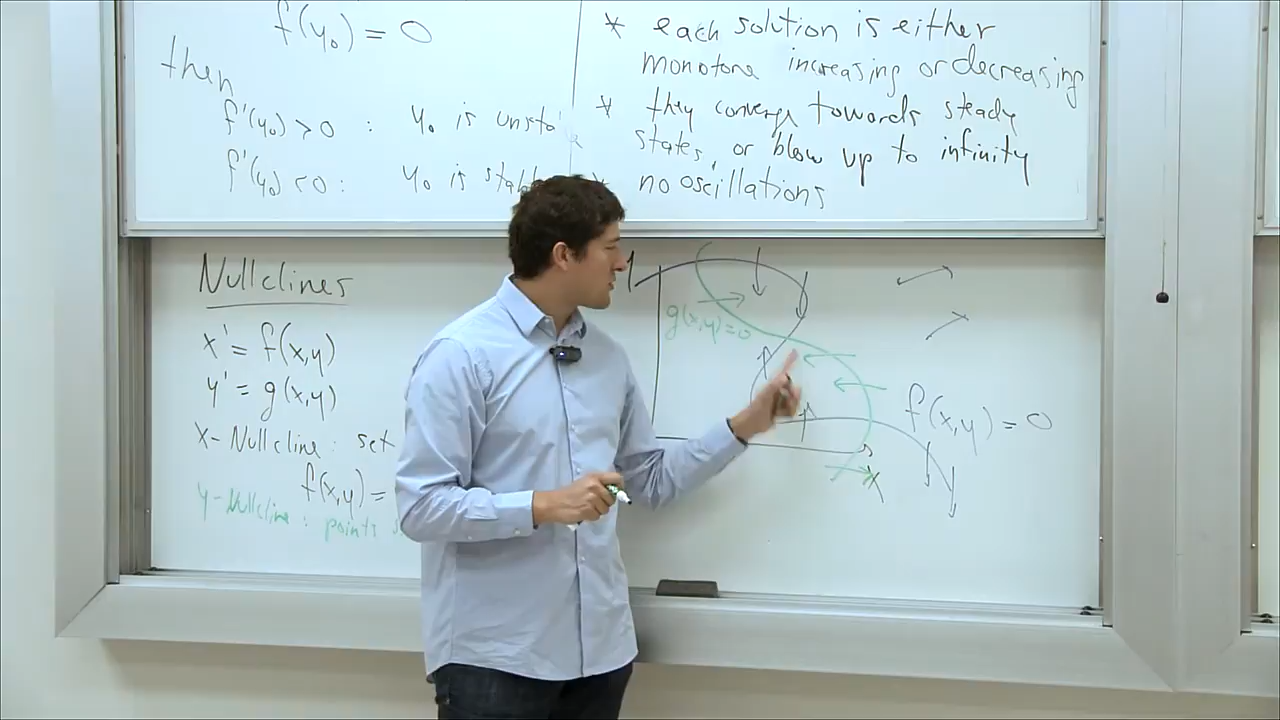 f(y₀) = 0
then
f'(y₀) > 0 : y₀ is unsta
f'(y₀) < 0 : y₀ is stabl
* each solution is either
monotone increasing or decreasing
* they converge towards steady
states, or blow up to infinity
* no oscillations
Nullclines
x' = f(x,y)
y' = g(x,y)
x-Nullcline: set
f(x,y) =
y-Nullcline: points
g(x,y)=0
f(x,y) = 0
x